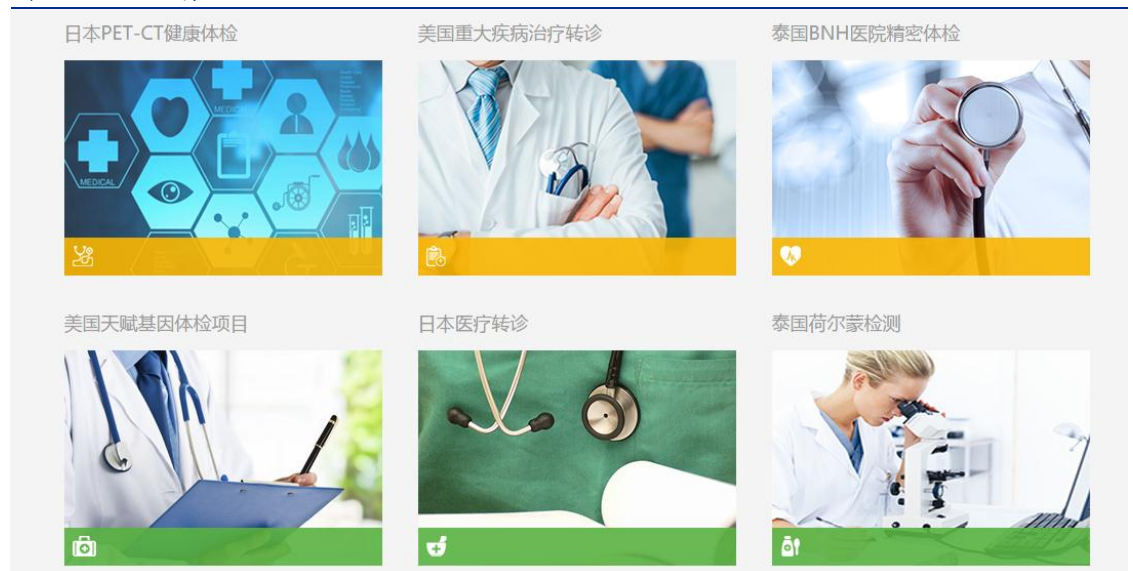 日本PET-CT健康体检
美国重大疾病治疗转诊
泰国BNH医院精密体检
MEDICAL
MEDICAL
美国天赋基因体检项目
日本医疗转诊
泰国荷尔蒙检测